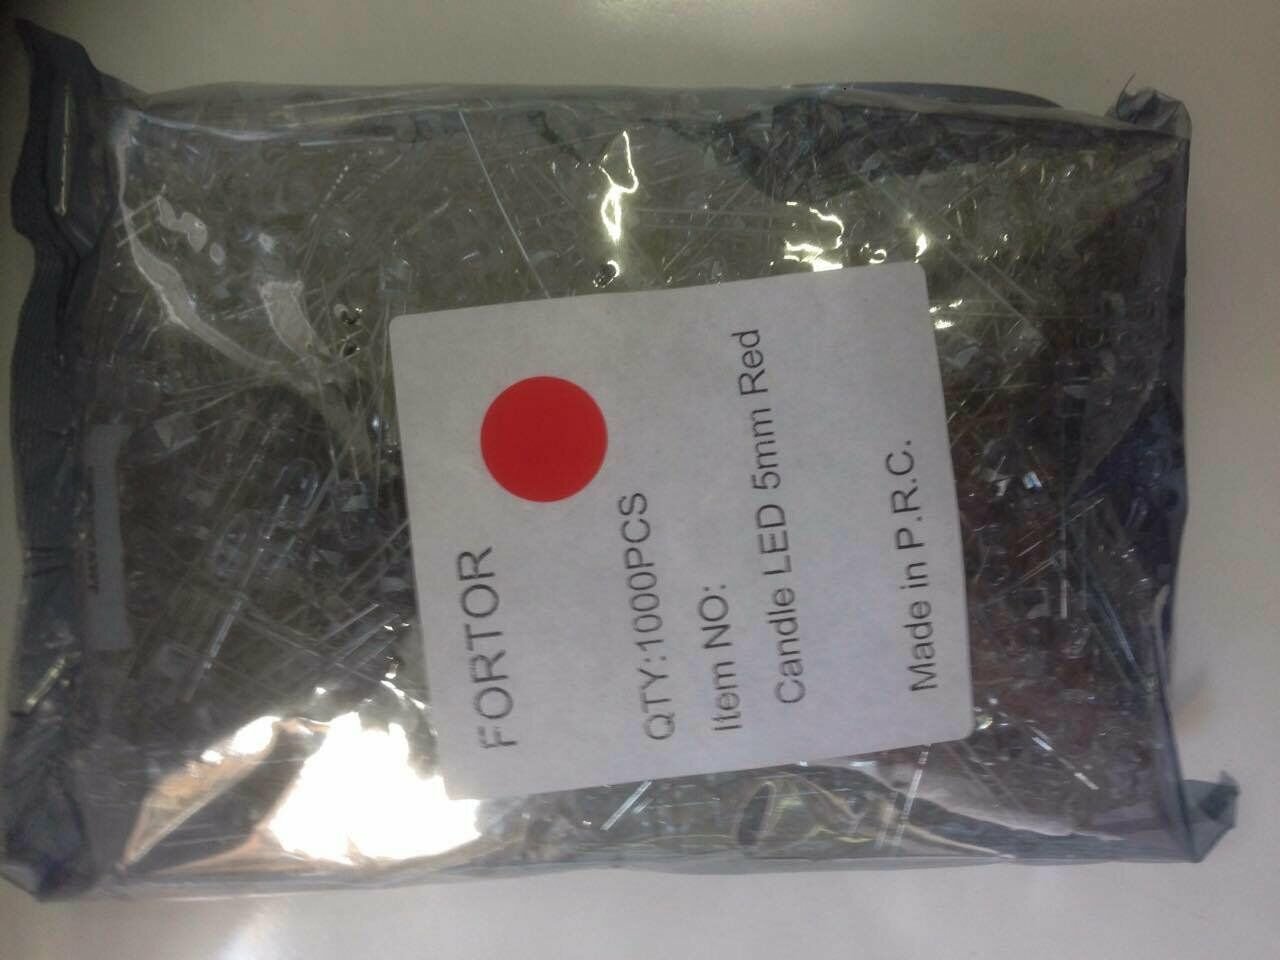 FORTOR
QTY:1000PCS
Item NO:
Candle LED 5mm Red
Made in P.R.C.